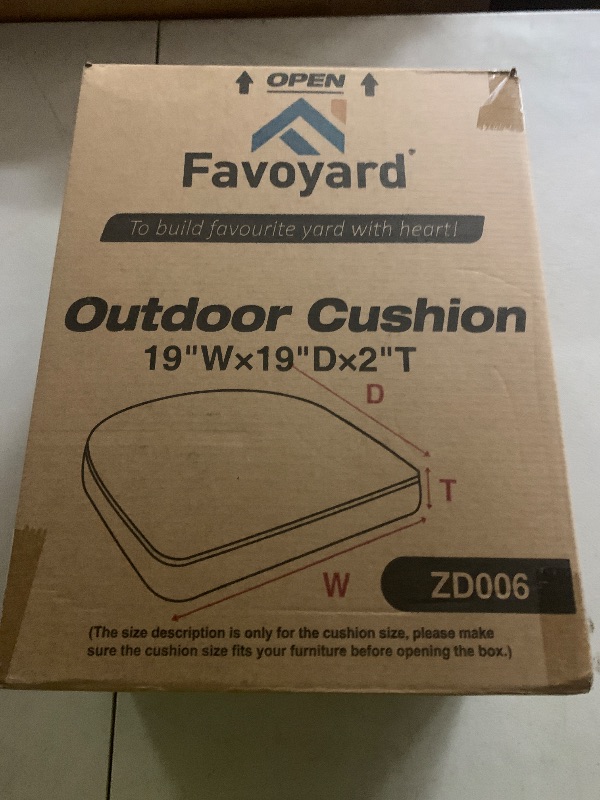 OPEN
Favoyard
To build favourite yard with heart!
Outdoor Cushion
19"W×19"D×2"T
D
T
W
ZD006
(The size description is only for the cushion size, please make
sure the cushion size fits your furniture before opening the box.)